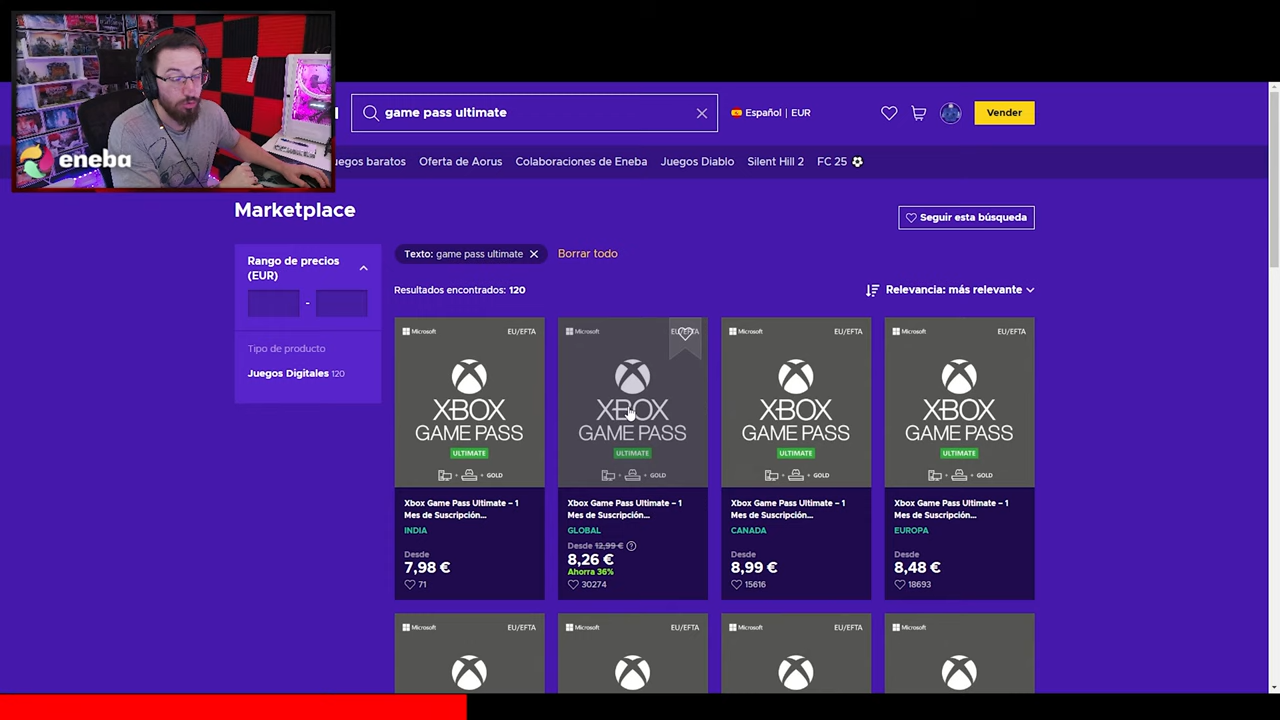 eneba
game pass ultimate
Español | EUR
Vender
uegos baratos
Oferta de Aorus
Colaboraciones de Eneba
Juegos Diablo
Silent Hill 2
FC 25
Marketplace
Seguir esta búsqueda
Rango de precios
(EUR)
-
Tipo de producto
Juegos Digitales 120
Texto: game pass ultimate
Borrar todo
Resultados encontrados: 120
Relevancia: más relevante
Microsoft EU/EFTA
XBOX
GAME PASS
ULTIMATE
+ + GOLD
Xbox Game Pass Ultimate – 1
Mes de Suscripción...
INDIA
Desde
7,98 €
71
Microsoft EU/EFTA
XBOX
GAME PASS
ULTIMATE
+ + GOLD
Xbox Game Pass Ultimate – 1
Mes de Suscripción...
GLOBAL
Desde 12,99 €
8,26 €
Ahorra 36%
30274
Microsoft EU/EFTA
XBOX
GAME PASS
ULTIMATE
+ + GOLD
Xbox Game Pass Ultimate – 1
Mes de Suscripción...
CANADA
Desde
8,99 €
15616
Microsoft EU/EFTA
XBOX
GAME PASS
ULTIMATE
+ + GOLD
Xbox Game Pass Ultimate – 1
Mes de Suscripción...
EUROPA
Desde
8,48 €
18693
Microsoft EU/EFTA
Microsoft EU/EFTA
Microsoft EU/EFTA
Microsoft